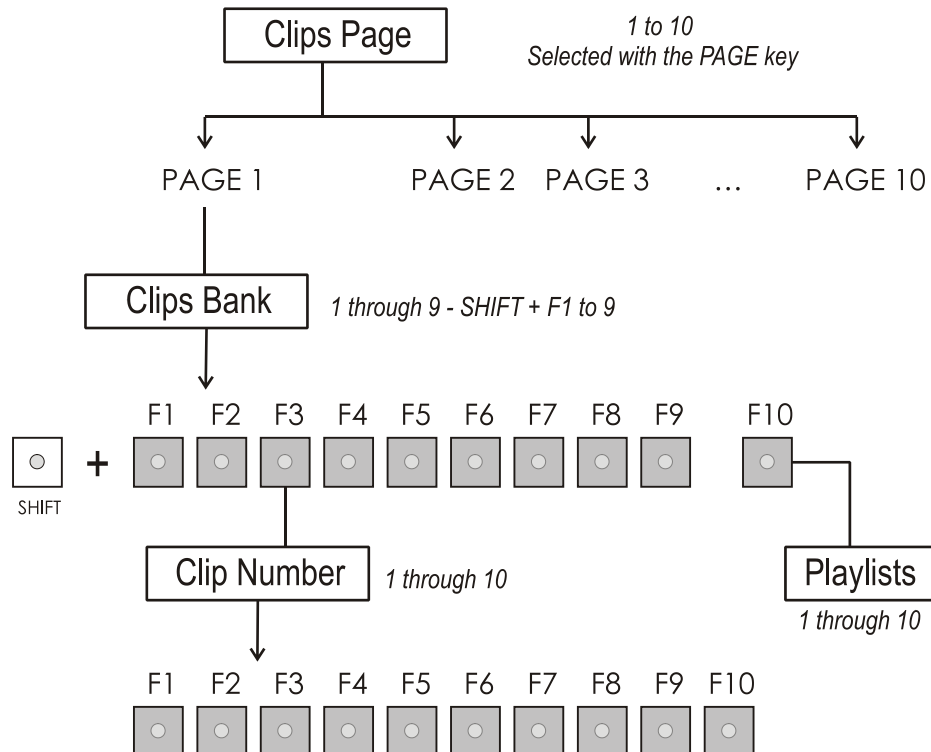 Clips Page
1 to 10
Selected with the PAGE key
PAGE 1 PAGE 2 PAGE 3 ... PAGE 10
Clips Bank
1 through 9 - SHIFT + F1 to 9
F1 F2 F3 F4 F5 F6 F7 F8 F9 F10
+
SHIFT
Clip Number
1 through 10
Playlists
1 through 10
F1 F2 F3 F4 F5 F6 F7 F8 F9 F10